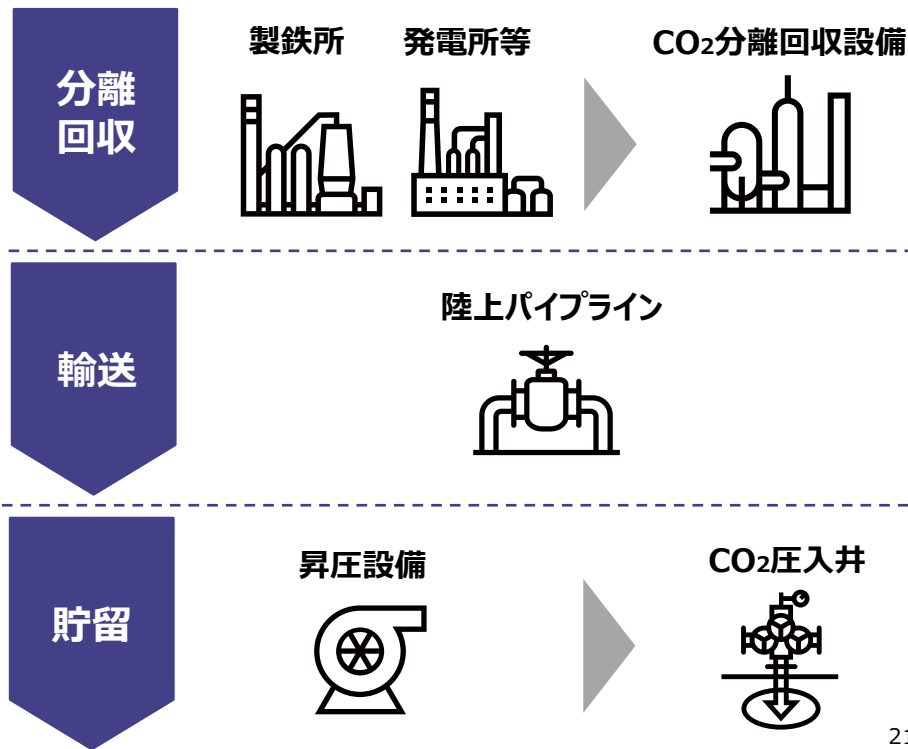 分離
回収
製鉄所
発電所等
CO₂分離回収設備
輸送
陸上パイプライン
貯留
昇圧設備
CO₂圧入井
21